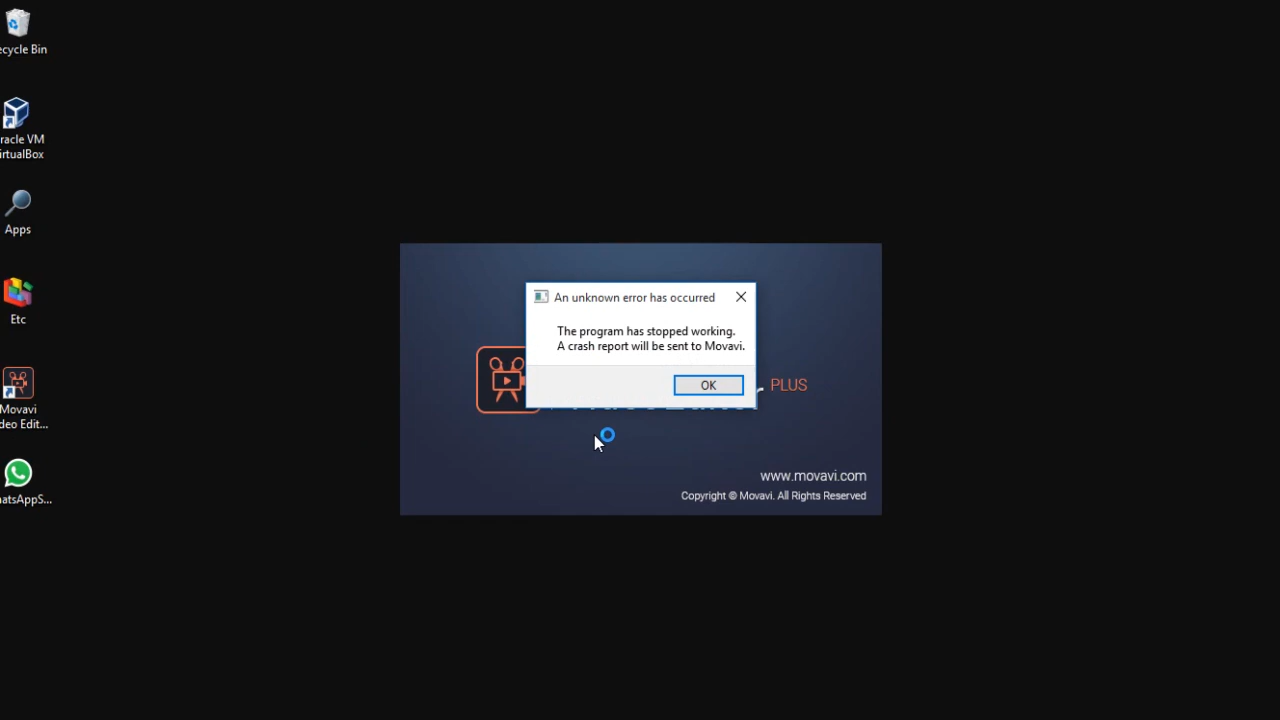 ecycle Bin
racle VM
irtualBox
Apps
Etc
Movavi
deo Edit...
hatsAppS...
An unknown error has occurred
The program has stopped working.
A crash report will be sent to Movavi.
OK
PLUS
www.movavi.com
Copyright © Movavi. All Rights Reserved